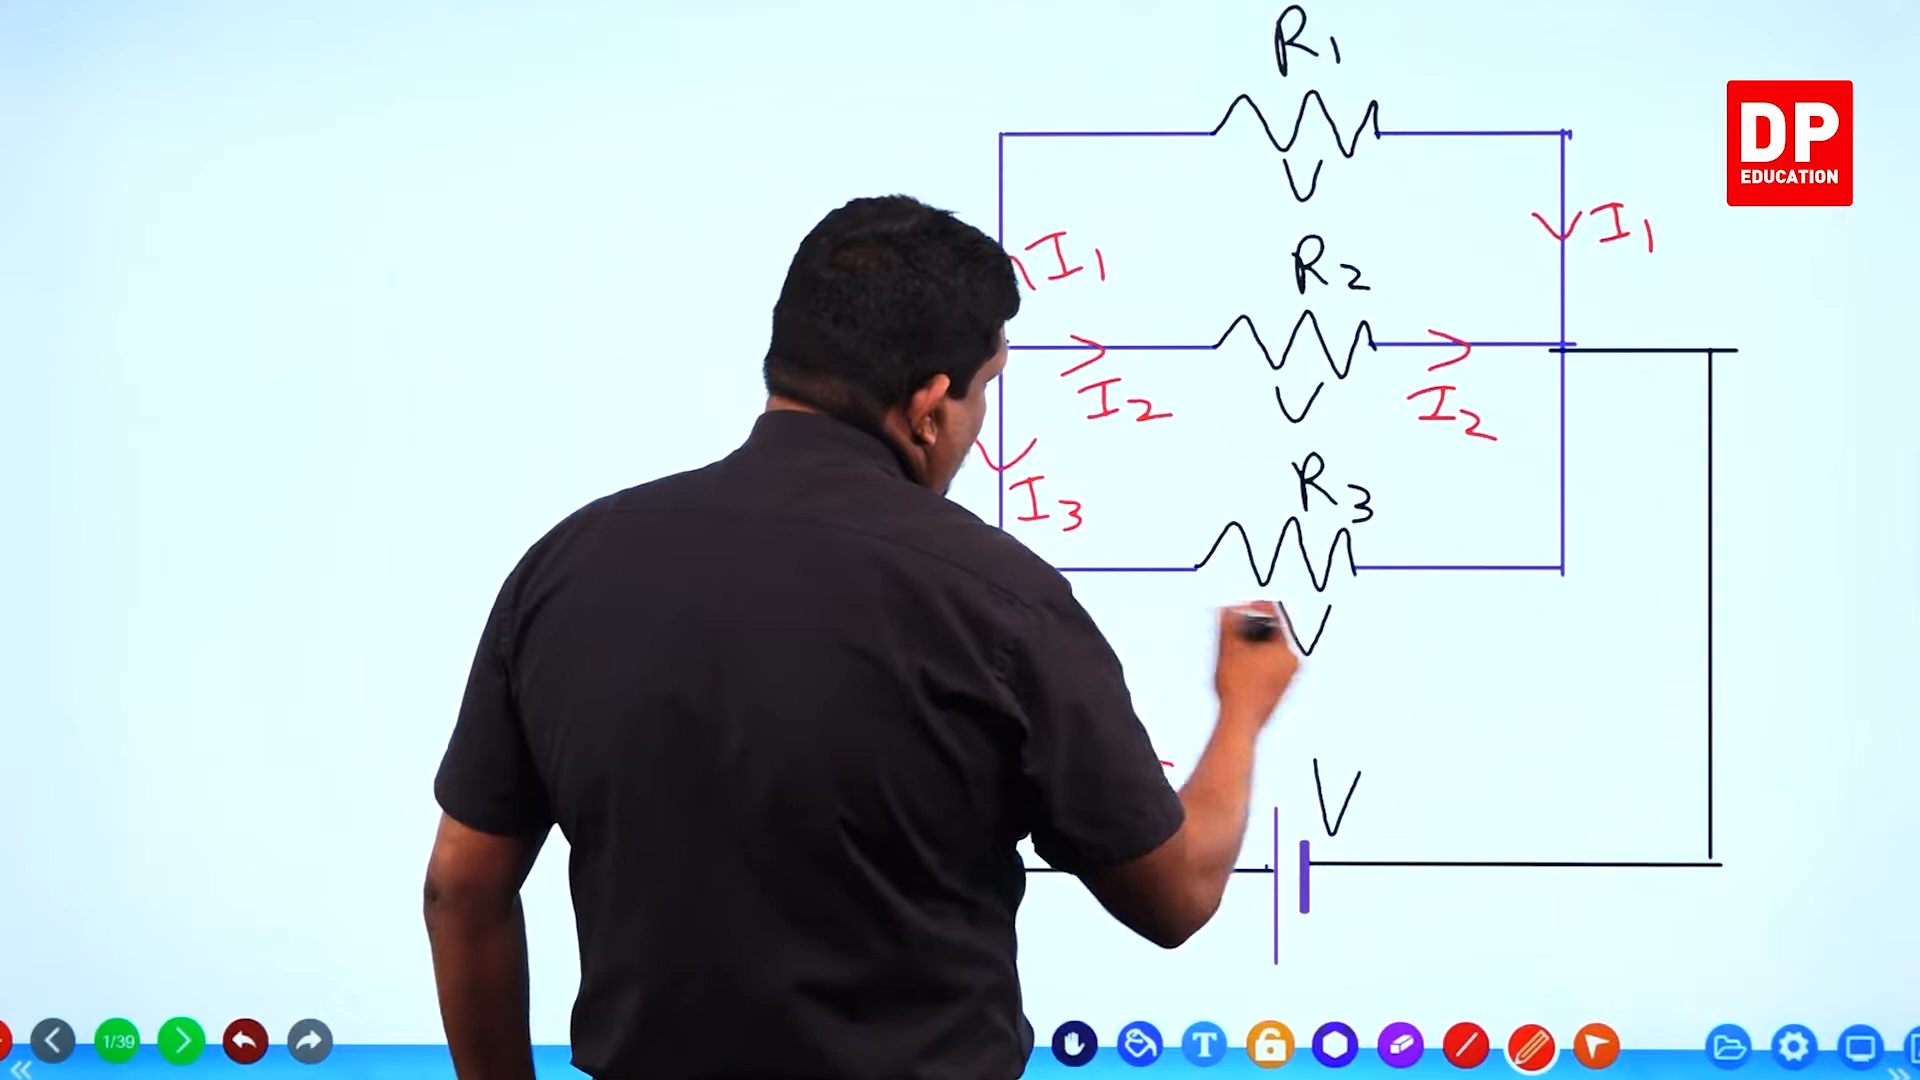 R1
DP
EDUCATION
V
I1
I1
R2
I2
I2
V
R3
I3
V
V
1/39
T